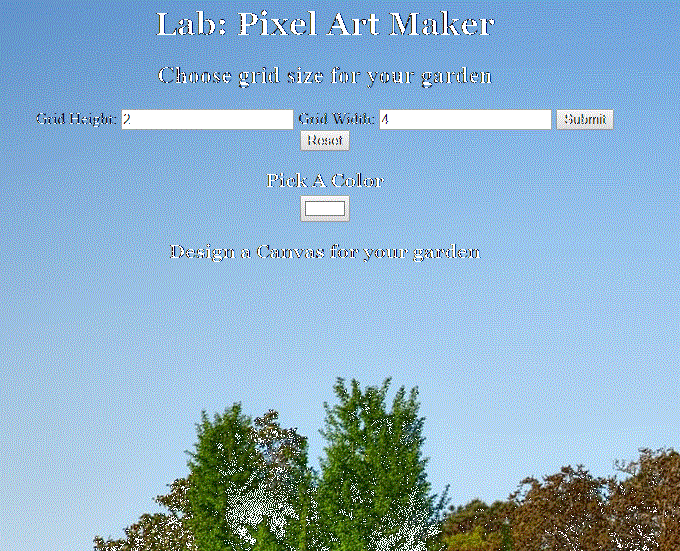 Lab: Pixel Art Maker
Choose grid size for your garden
Grid Height: 2 Grid Width: 4 Submit
Reset
Pick A Color
Design a Canvas for your garden